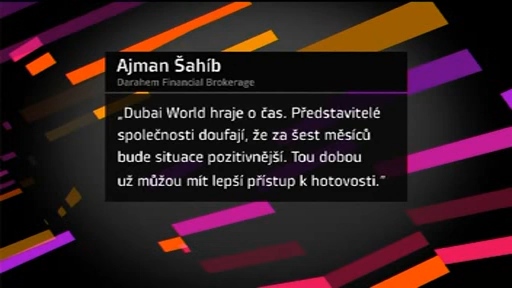 Ajman Šahíb
Darahem Financial Brokerage
„Dubai World hraje o čas. Představitelé
společnosti doufají, že za šest měsíců
bude situace pozitivnější. Tou dobou
už můžou mít lepší přístup k hotovosti.”